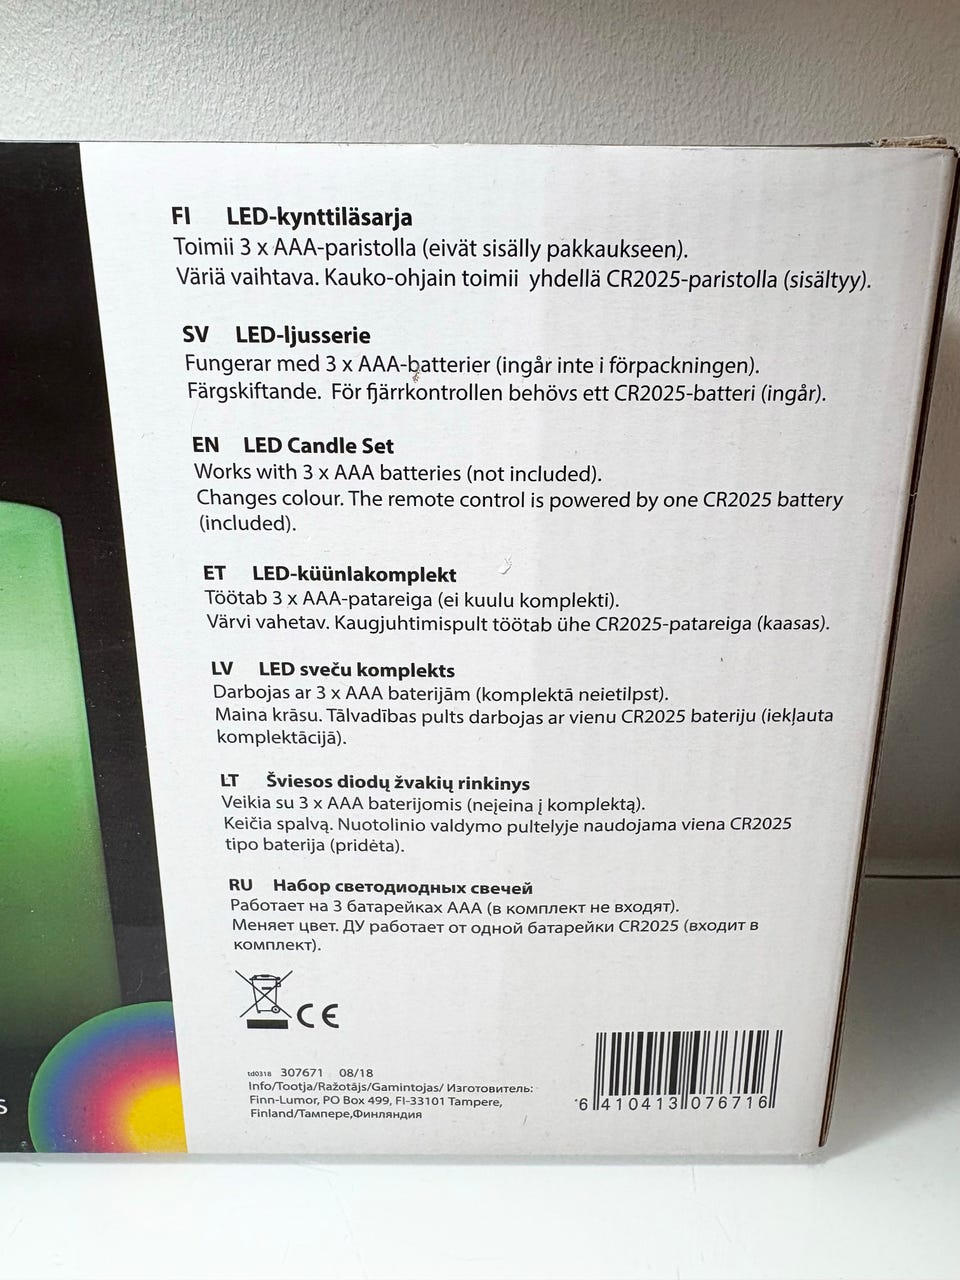 FI LED-kynttiläsarja
Toimii 3 x AAA-paristolla (eivät sisälly pakkaukseen).
Väriä vaihtava. Kauko-ohjain toimii yhdellä CR2025-paristolla (sisältyy).
SV LED-ljusserie
Fungerar med 3 x AAA-batterier (ingår inte i förpackningen).
Färgskiftande. För fjärrkontrollen behövs ett CR2025-batteri (ingår).
EN LED Candle Set
Works with 3 x AAA batteries (not included).
Changes colour. The remote control is powered by one CR2025 battery
(included).
ET LED-küünlakomplekt
Töötab 3 x AAA-patareiga (ei kuulu komplekti).
Värvi vahetav. Kaugjuhtimispult töötab ühe CR2025-patareiga (kaasas).
LV LED sveču komplekts
Darbojas ar 3 x AAA baterijām (komplektā neietilpst).
Maina krāsu. Tālvadības pults darbojas ar vienu CR2025 bateriju (iekļauta
komplektācijā).
LT Šviesos diodų žvakių rinkinys
Veikia su 3 x AAA baterijomis (neįeina į komplektą).
Keičia spalvą. Nuotolinio valdymo pultelyje naudojama viena CR2025
tipo baterija (pridėta).
RU Набор светодиодных свечей
Работает на 3 батарейках AAA (в комплект не входят).
Меняет цвет. ДУ работает от одной батарейки CR2025 (входит в
комплект).
CE
td0318 307671 08/18
Info/Tootja/Ražotājs/Gamintojas/ Изготовитель:
Finn-Lumor, PO Box 499, FI-33101 Tampere,
Finland/Тампере,Финляндия
6 410413 076716
S